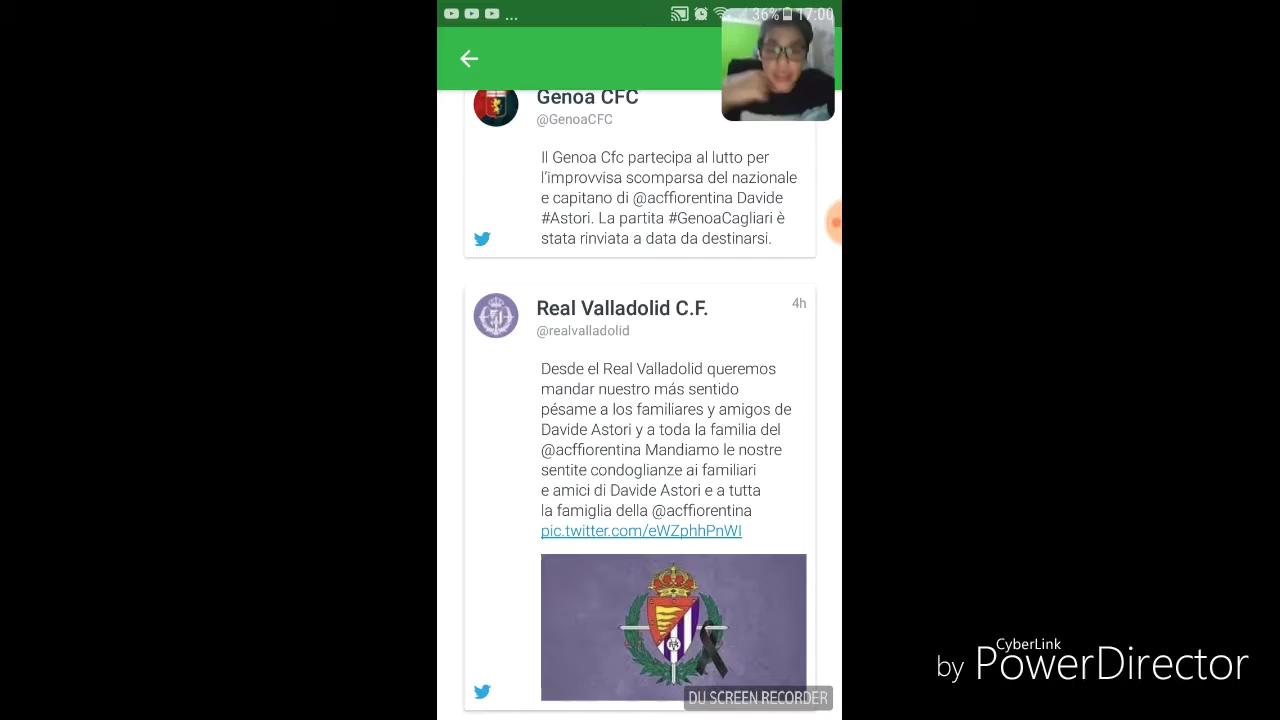 ...
36% 17:00
Genoa CFC
@GenoaCFC
Il Genoa Cfc partecipa al lutto per
l'improvvisa scomparsa del nazionale
e capitano di @acffiorentina Davide
#Astori. La partita #GenoaCagliari è
stata rinviata a data da destinarsi.
Real Valladolid C.F.
4h
@realvalladolid
Desde el Real Valladolid queremos
mandar nuestro más sentido
pésame a los familiares y amigos de
Davide Astori y a toda la familia del
@acffiorentina Mandiamo le nostre
sentite condoglianze ai familiari
e amici di Davide Astori e a tutta
la famiglia della @acffiorentina
pic.twitter.com/eWZphhPnWI
DU SCREEN RECORDER
CyberLink
by PowerDirector